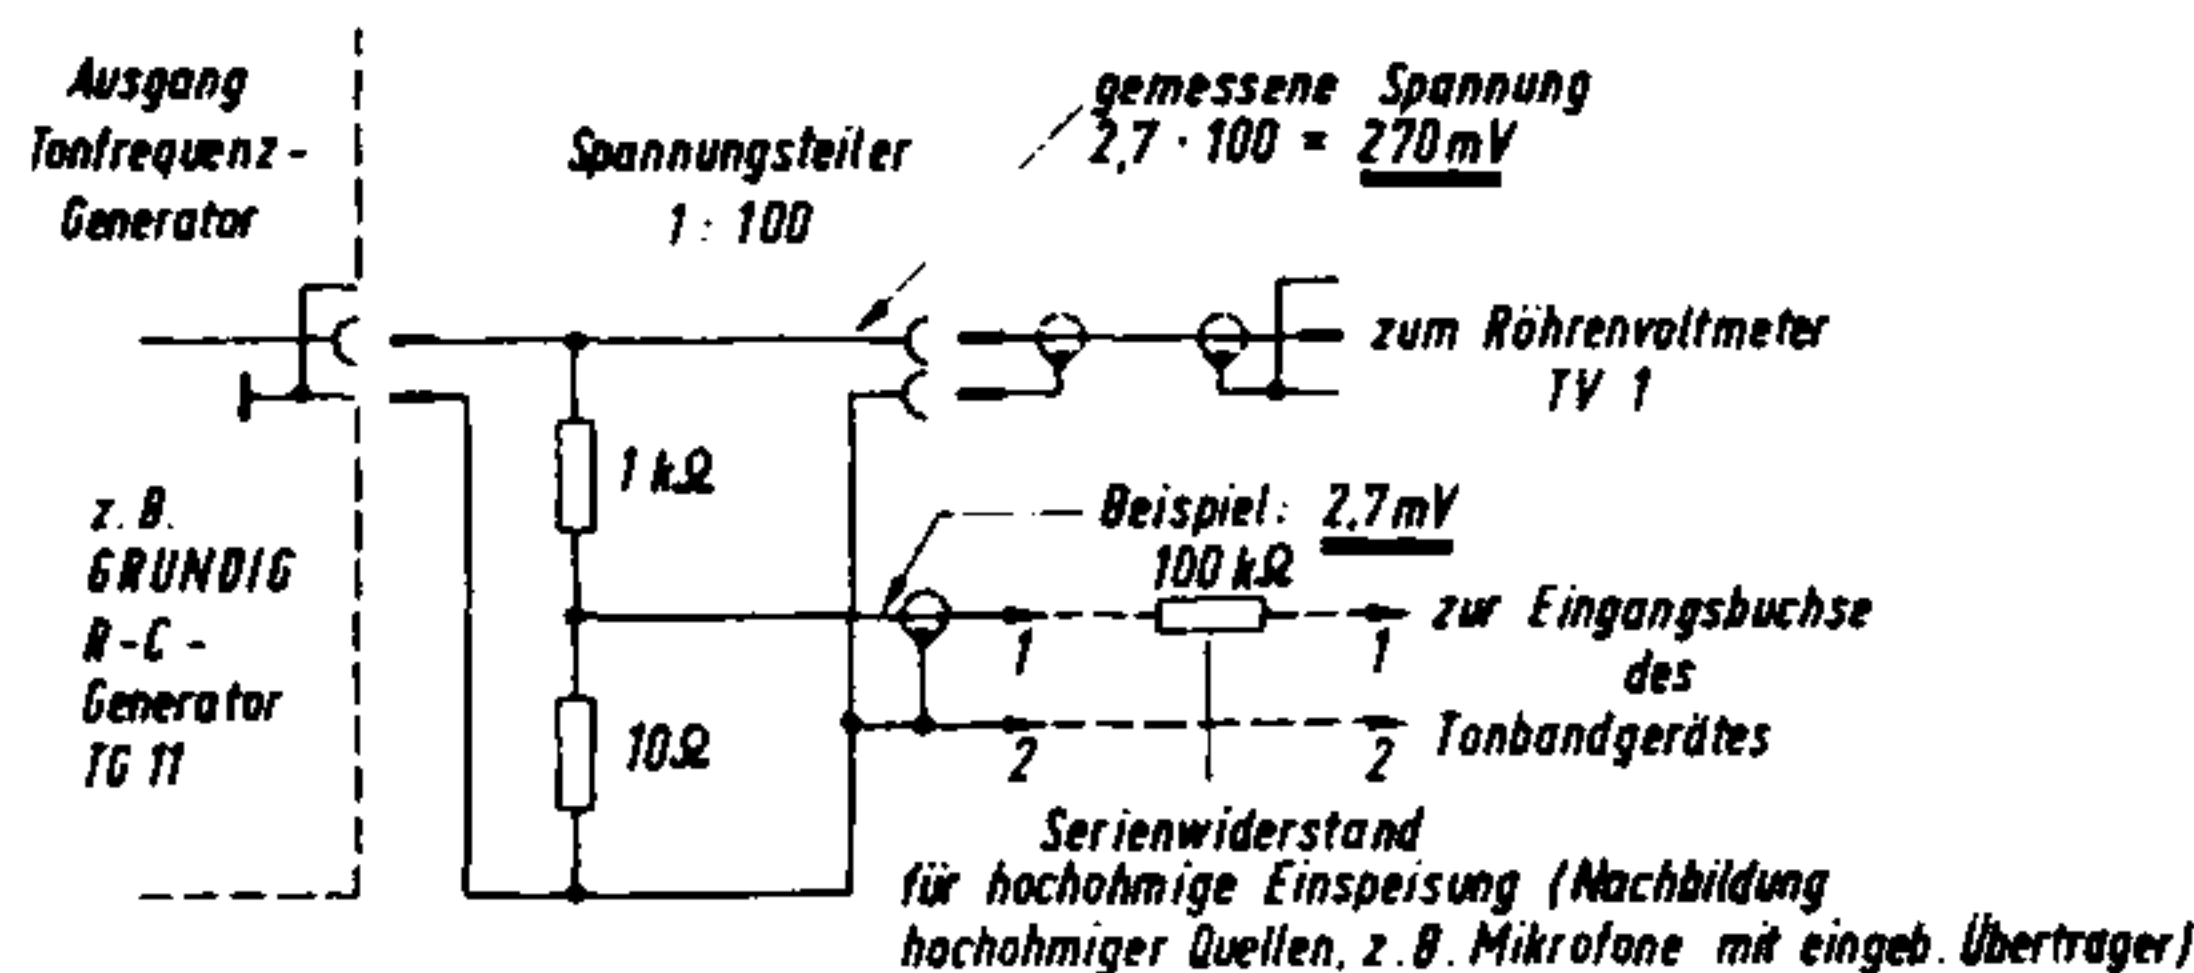 Ausgang
Tonfrequenz-
Generator
Spannungsteiler
1 : 100
gemessene Spannung
2,7 · 100 = 270 mV
zum Röhrenvoltmeter
TV 1
z. B.
GRUNDIG
R-C-
Generator
TG 11
1 kΩ
10Ω
Beispiel: 2,7 mV
100 kΩ
1
1
2
2
zur Eingangsbuchse
des
Tonbandgerätes
Serienwiderstand
für hochohmige Einspeisung (Nachbildung
hochohmiger Quellen, z. B. Mikrofone mit eingeb. Übertrager)